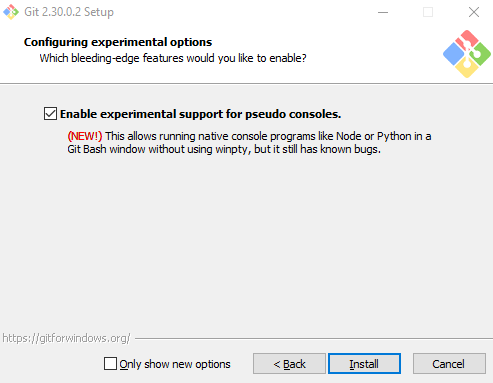 Git 2.30.0.2 Setup
Configuring experimental options
Which bleeding-edge features would you like to enable?
Enable experimental support for pseudo consoles.
(NEW!) This allows running native console programs like Node or Python in a
Git Bash window without using winpty, but it still has known bugs.
https://gitforwindows.org/
Only show new options
< Back
Install
Cancel